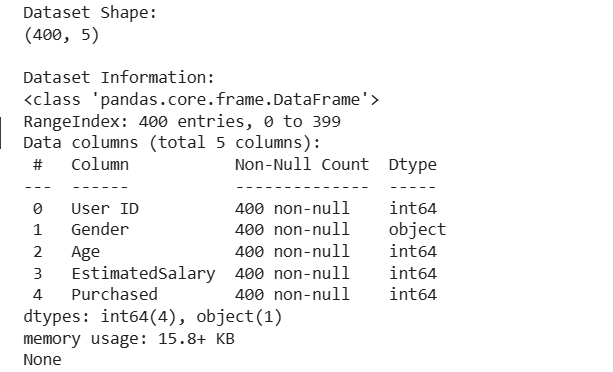 Dataset Shape:
(400, 5)

Dataset Information:
<class 'pandas.core.frame.DataFrame'>
RangeIndex: 400 entries, 0 to 399
Data columns (total 5 columns):
 #   Column           Non-Null Count  Dtype
---  ------           --------------  -----
 0   User ID          400 non-null    int64
 1   Gender           400 non-null    object
 2   Age              400 non-null    int64
 3   EstimatedSalary  400 non-null    int64
 4   Purchased        400 non-null    int64
dtypes: int64(4), object(1)
memory usage: 15.8+ KB
None